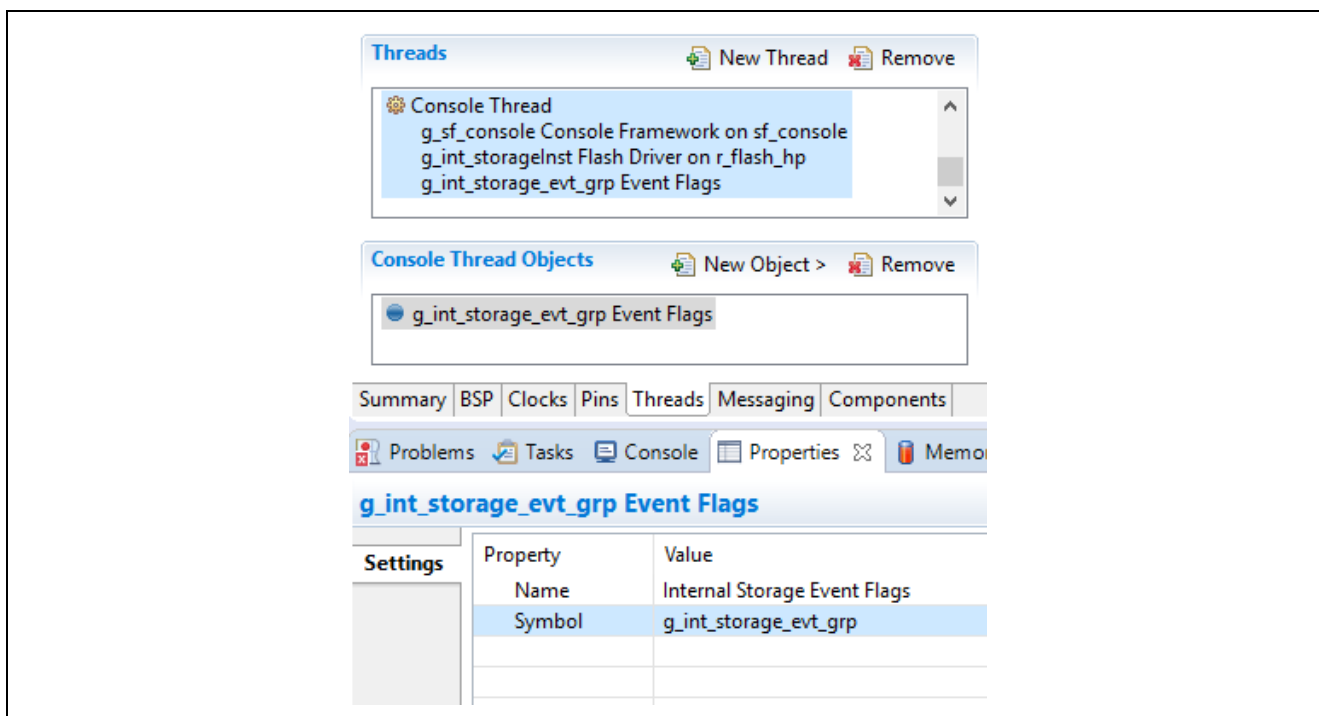 Threads New Thread Remove
Console Thread
g_sf_console Console Framework on sf_console
g_int_storageInst Flash Driver on r_flash_hp
g_int_storage_evt_grp Event Flags
Console Thread Objects New Object > Remove
g_int_storage_evt_grp Event Flags
Summary BSP Clocks Pins Threads Messaging Components
Problems Tasks Console Properties Memo
g_int_storage_evt_grp Event Flags
Settings Property Value
Name Internal Storage Event Flags
Symbol g_int_storage_evt_grp